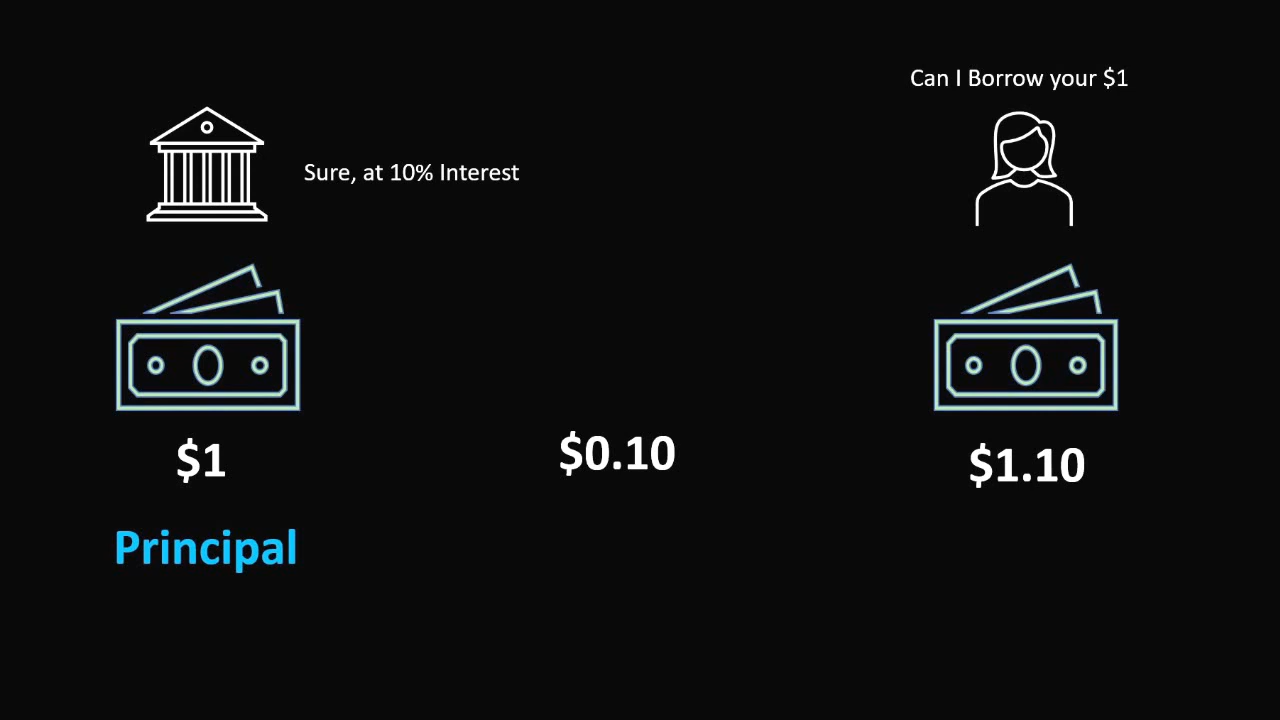 Can I Borrow your $1
Sure, at 10% Interest
$1
$0.10
$1.10
Principal